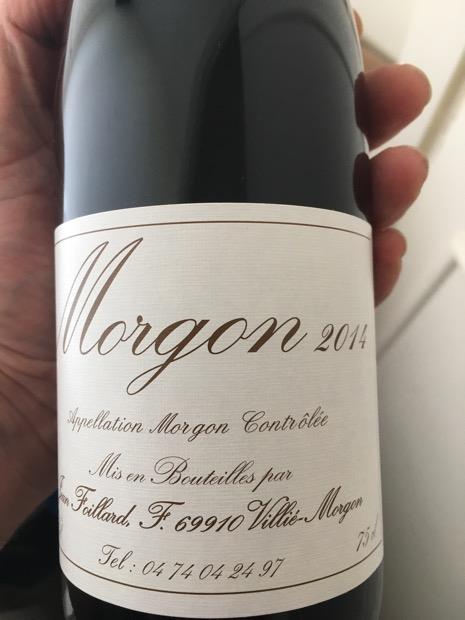 Morgon 2014
Appellation Morgon Contrôlée
Mis en Bouteilles par
Jean Foillard, F. 69910 Villié-Morgon
Tel : 04 74 04 24 97
75 cl